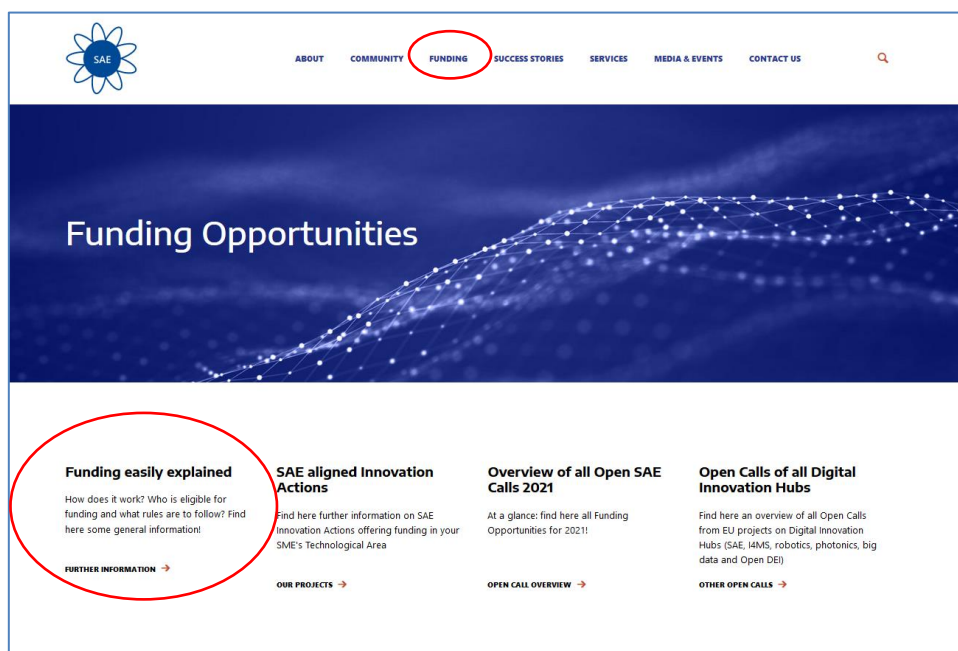 SAE
ABOUT COMMUNITY FUNDING SUCCESS STORIES SERVICES MEDIA & EVENTS CONTACT US
Funding Opportunities
Funding easily explained
How does it work? Who is eligible for
funding and what rules are to follow? Find
here some general information!
FURTHER INFORMATION →
SAE aligned Innovation
Actions
Find here further information on SAE
Innovation Actions offering funding in your
SME's Technological Area
OUR PROJECTS →
Overview of all Open SAE
Calls 2021
At a glance: find here all Funding
Opportunities for 2021!
OPEN CALL OVERVIEW →
Open Calls of all Digital
Innovation Hubs
Find here an overview of all Open Calls
from EU projects on Digital Innovation
Hubs (SAE, I4MS, robotics, photonics, big
data and Open DEI)
OTHER OPEN CALLS →